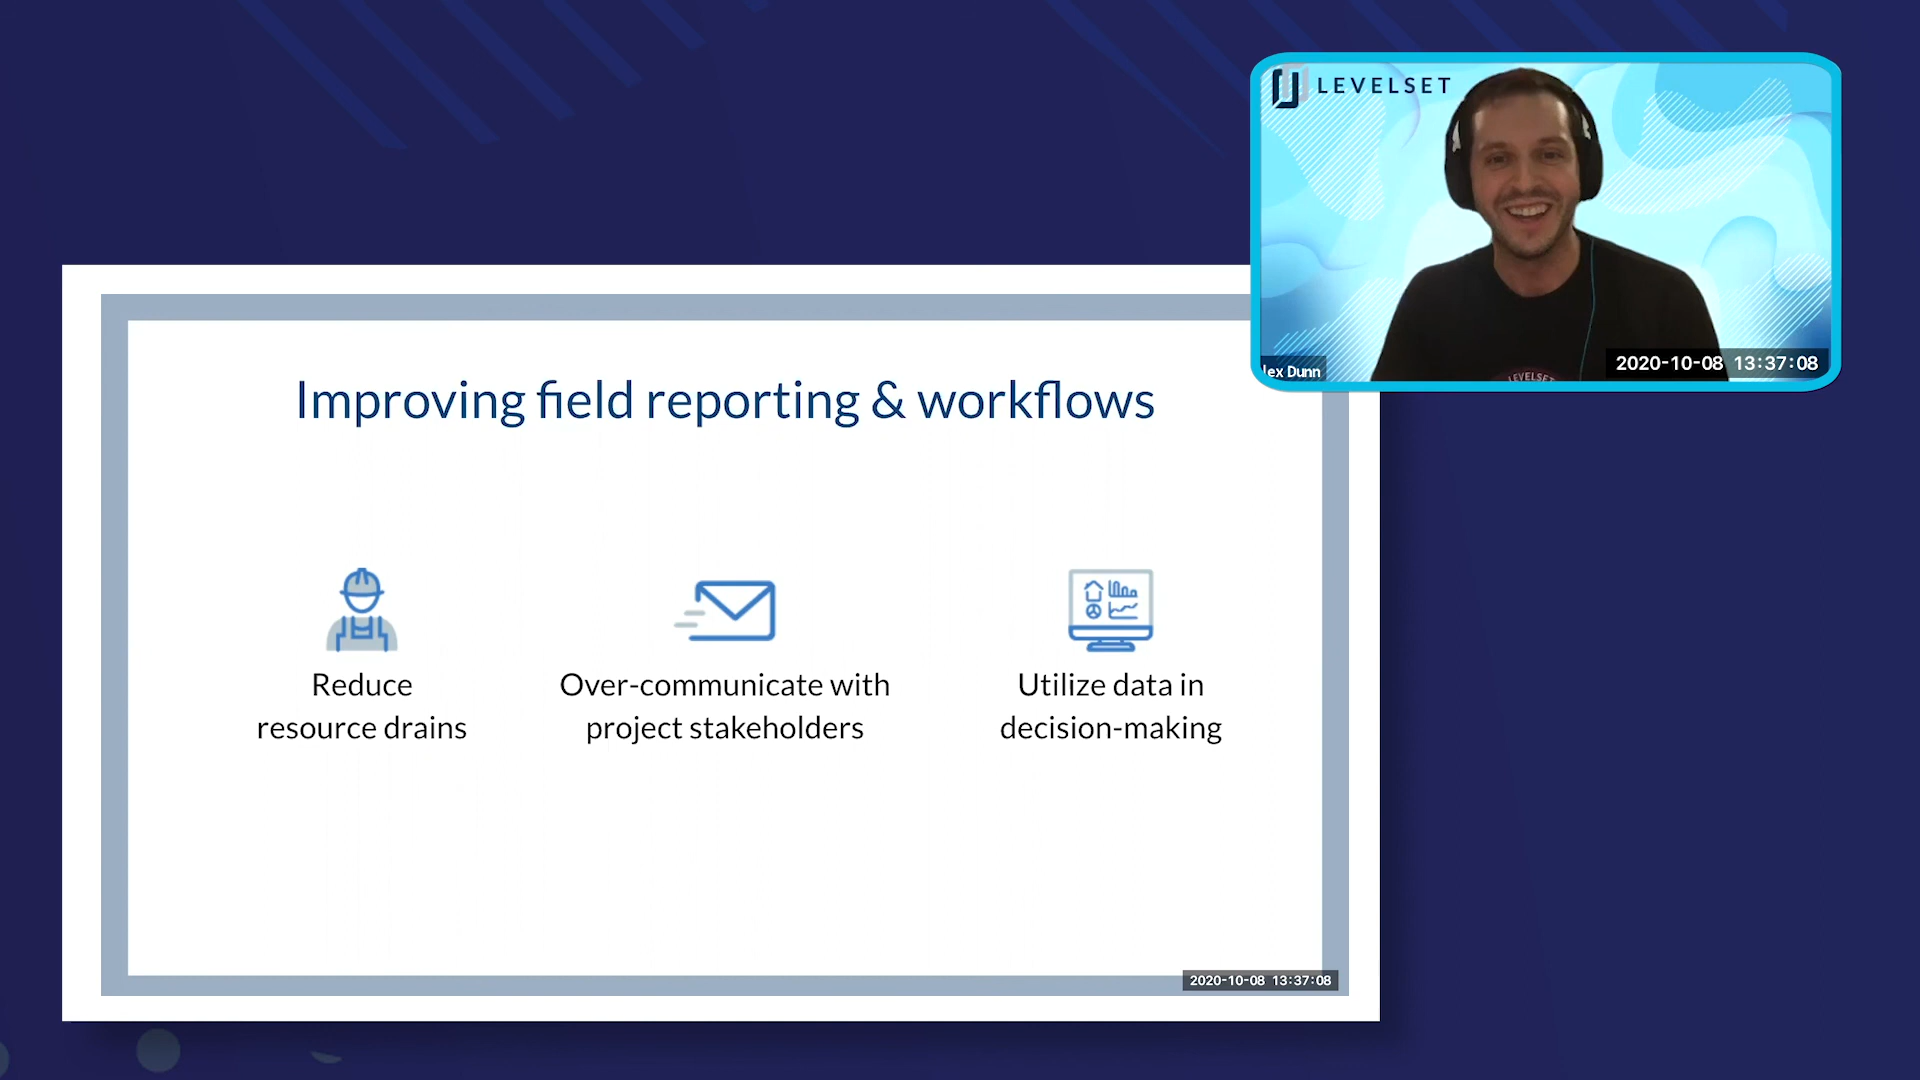 LEVELSET
lex Dunn
2020-10-08 13:37:08
LEVELSET
Improving field reporting & workflows
Reduce
resource drains
Over-communicate with
project stakeholders
Utilize data in
decision-making
2020-10-08 13:37:08